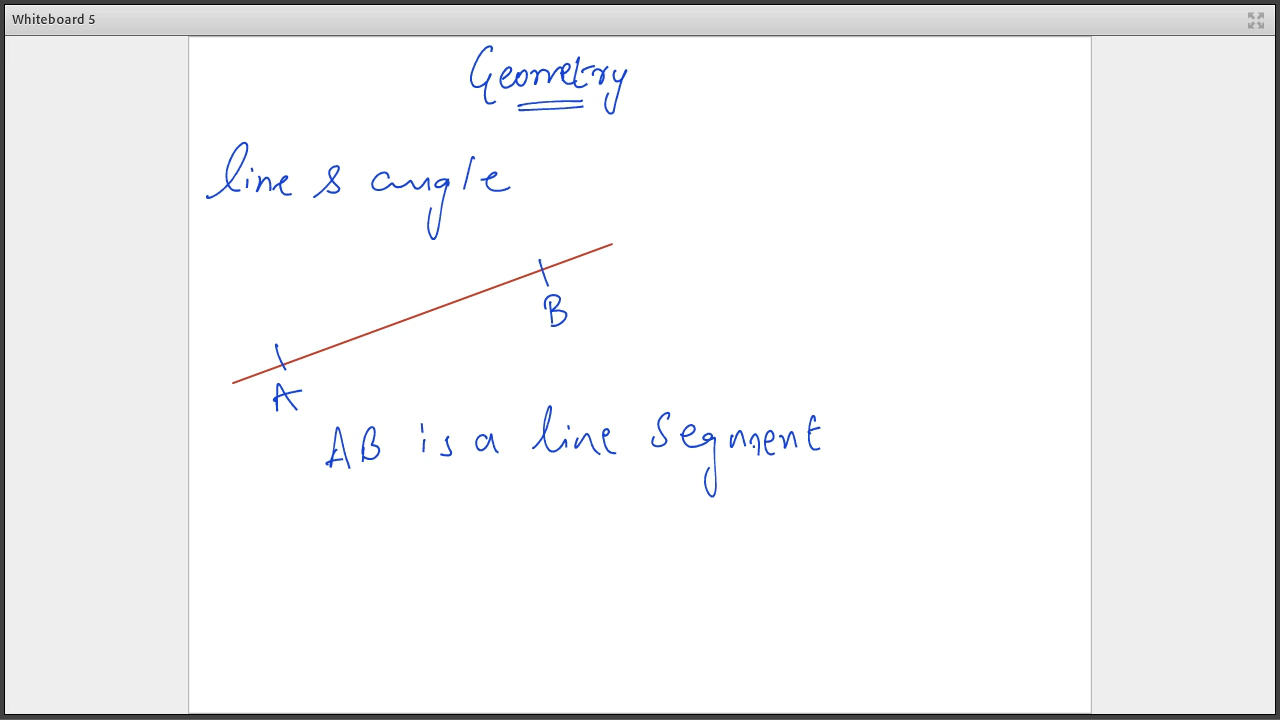 Whiteboard 5
Geometry
line & angle
B
A
AB is a line segment